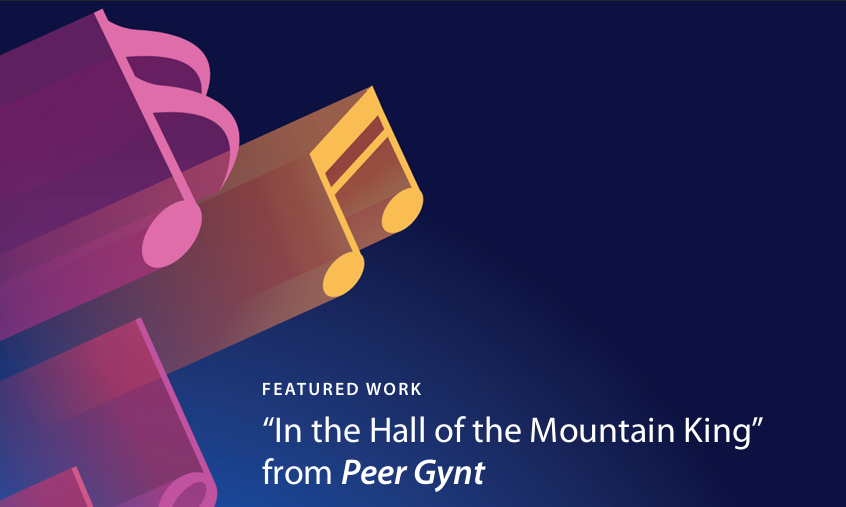 FEATURED WORK
“In the Hall of the Mountain King”
from Peer Gynt